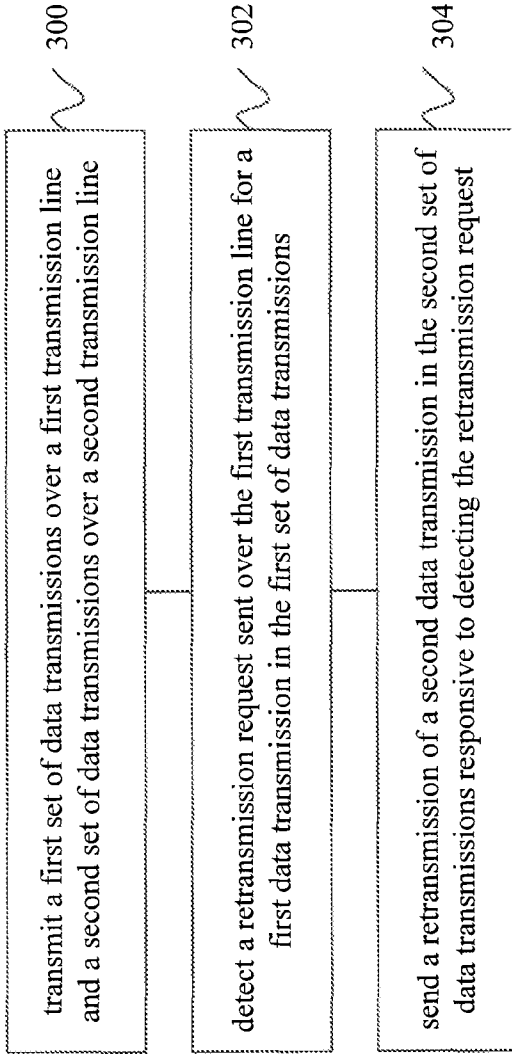 transmit a first set of data transmissions over a first transmission line
and a second set of data transmissions over a second transmission line
300
detect a retransmission request sent over the first transmission line for a
first data transmission in the first set of data transmissions
302
send a retransmission of a second data transmission in the second set of
data transmissions responsive to detecting the retransmission request
304